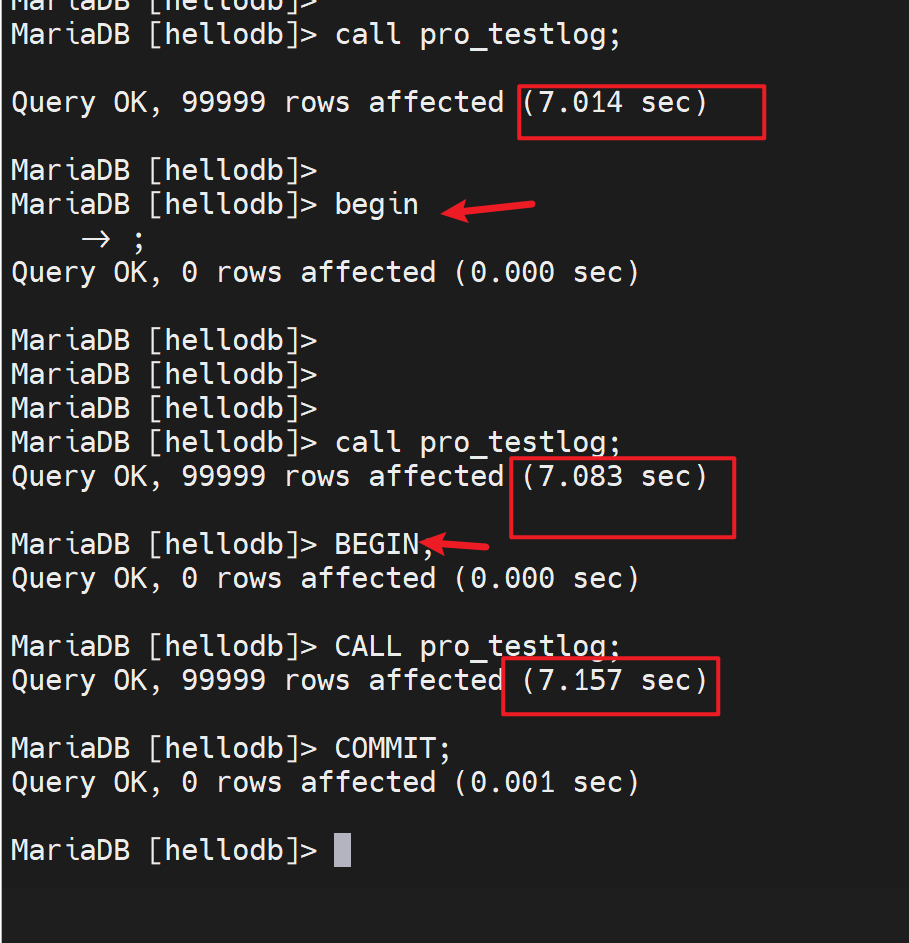 MariaDB [hellodb]>
MariaDB [hellodb]> call pro_testlog;
Query OK, 99999 rows affected (7.014 sec)
MariaDB [hellodb]>
MariaDB [hellodb]> begin
→ ;
Query OK, 0 rows affected (0.000 sec)
MariaDB [hellodb]>
MariaDB [hellodb]>
MariaDB [hellodb]>
MariaDB [hellodb]> call pro_testlog;
Query OK, 99999 rows affected (7.083 sec)
MariaDB [hellodb]> BEGIN;
Query OK, 0 rows affected (0.000 sec)
MariaDB [hellodb]> CALL pro_testlog;
Query OK, 99999 rows affected (7.157 sec)
MariaDB [hellodb]> COMMIT;
Query OK, 0 rows affected (0.001 sec)
MariaDB [hellodb]>